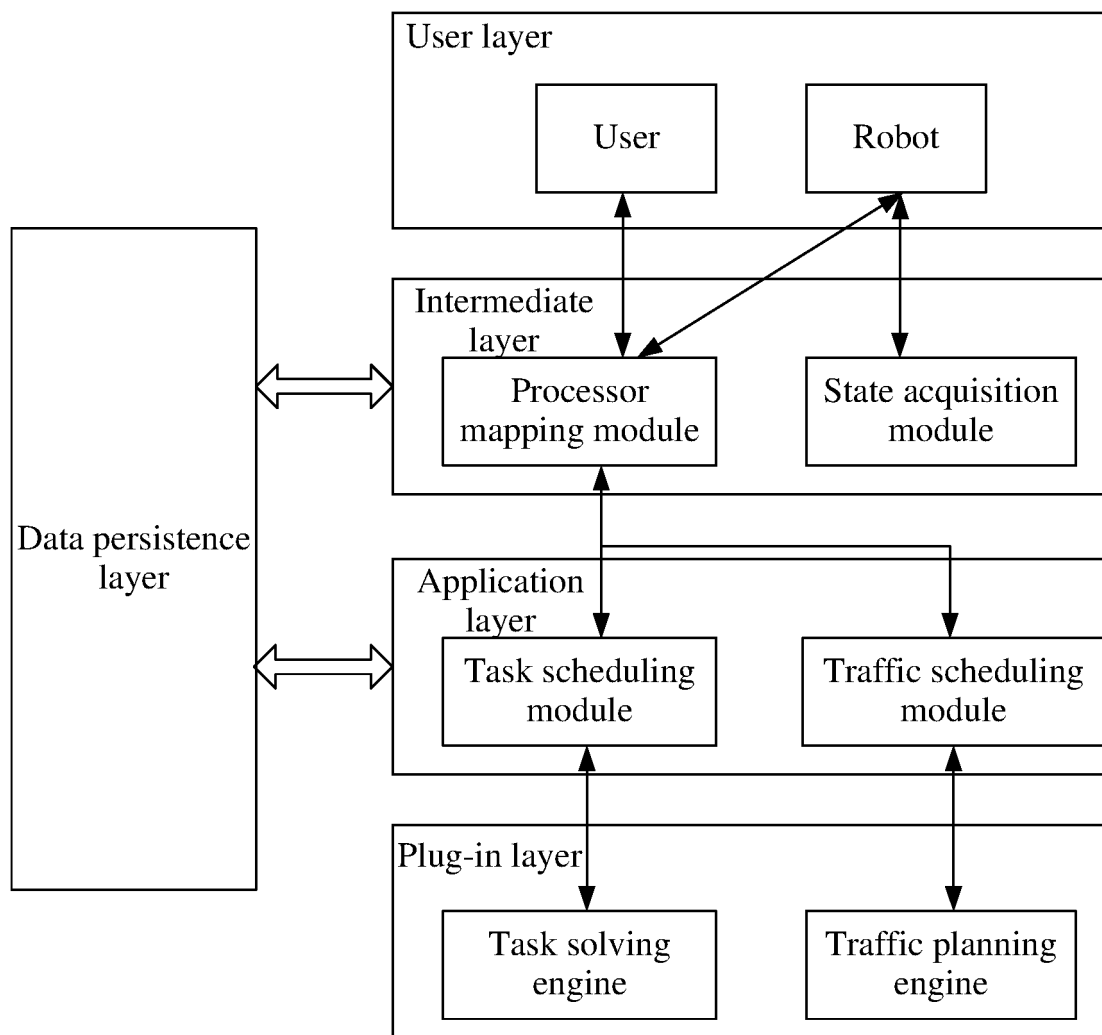 User layer
User
Robot
Intermediate
layer
Processor
mapping module
State acquisition
module
Data persistence
layer
Application
layer
Task scheduling
module
Traffic scheduling
module
Plug-in layer
Task solving
engine
Traffic planning
engine